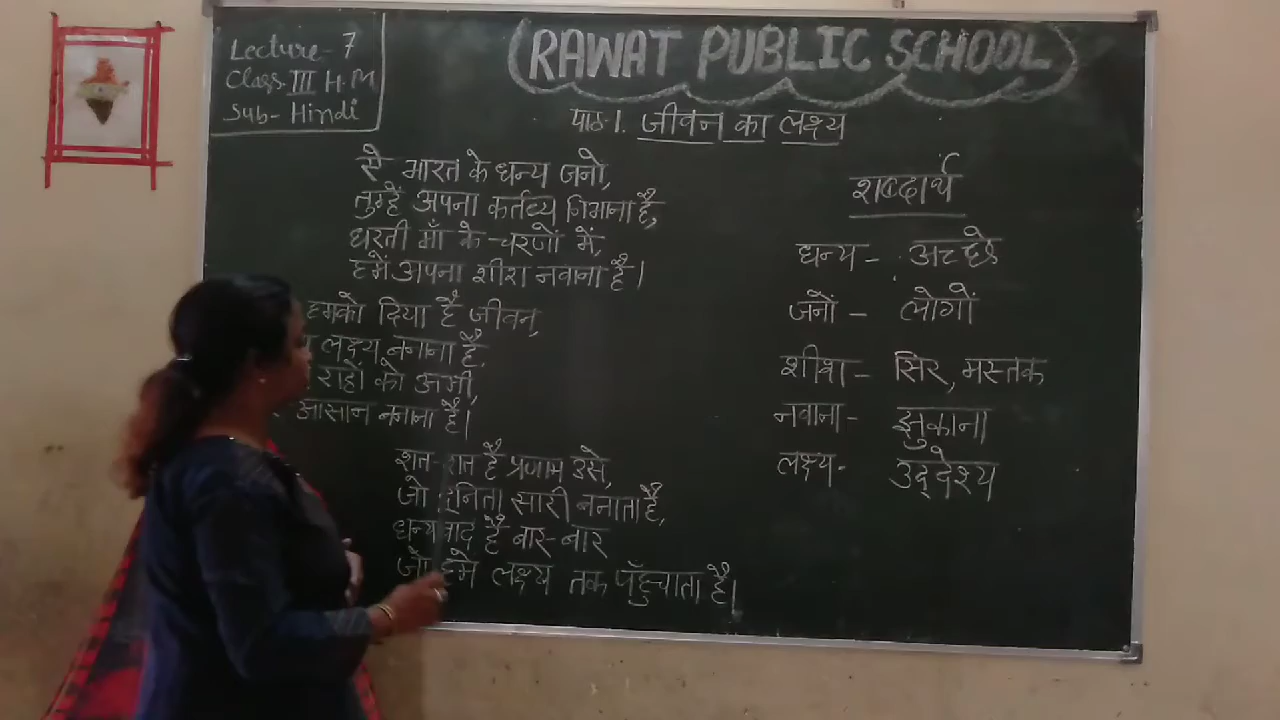 Lecture-7
Class-III H.M
Sub-Hindi
RAWAT PUBLIC SCHOOL
पाठ-1. जीवन का लक्ष्य
ऐ भारत के धन्य जनो,
तुम्हें अपना कर्तव्य निभाना है,
धरती माँ के चरणों में,
हमें अपना शीश नवाना है।
हमको दिया है जीवन,
लक्ष्य बनाना है,
राहों को अभी,
आसान बनाना है।
शत-शत है प्रणाम उसे,
जो दुनिया सारी बनाता है,
धन्यवाद है बार-बार
जो हमे लक्ष्य तक पँहुचाता है।
शब्दार्थ
धन्य - अच्छे
जनों - लोगों
शीश - सिर, मस्तक
नवाना - झुकाना
लक्ष्य - उद्देश्य